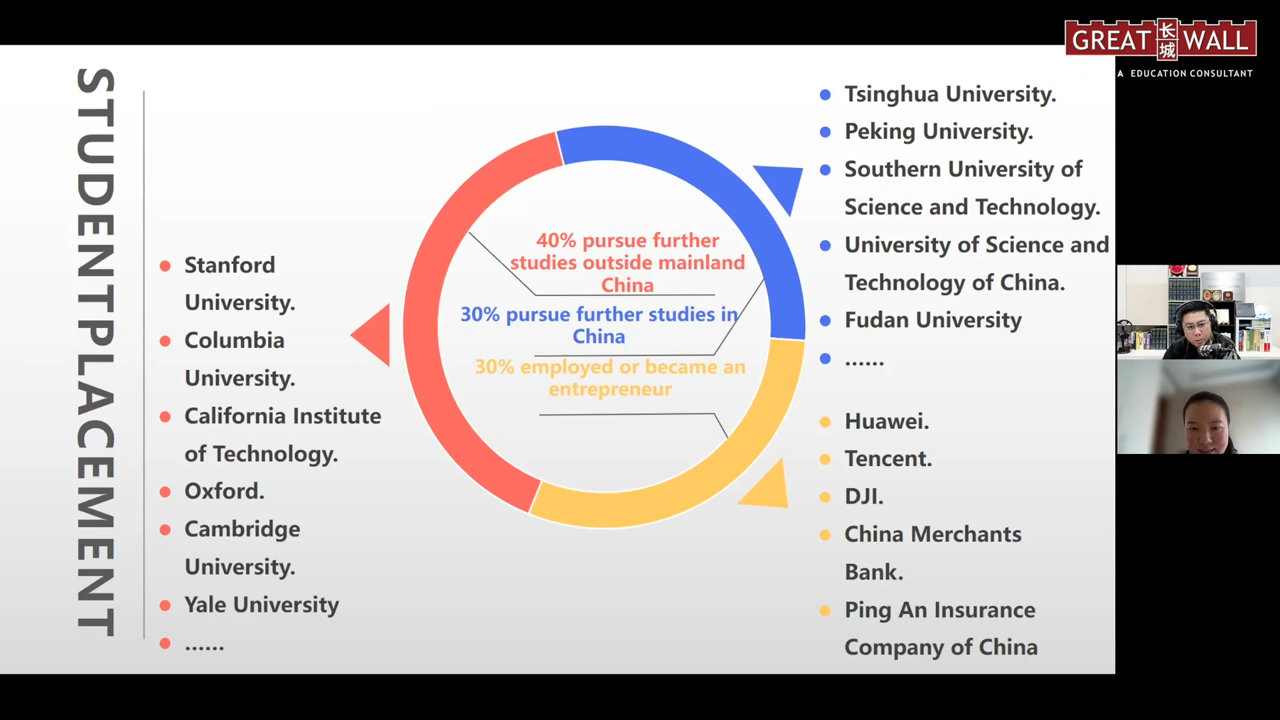 GREAT 长城 WALL
A EDUCATION CONSULTANT
STUDENTPLACEMENT
Stanford
University.
Columbia
University.
California Institute
of Technology.
Oxford.
Cambridge
University.
Yale University
......
40% pursue further
studies outside mainland
China
30% pursue further studies in
China
30% employed or became an
entrepreneur
Tsinghua University.
Peking University.
Southern University of
Science and Technology.
University of Science and
Technology of China.
Fudan University
......
Huawei.
Tencent.
DJI.
China Merchants
Bank.
Ping An Insurance
Company of China